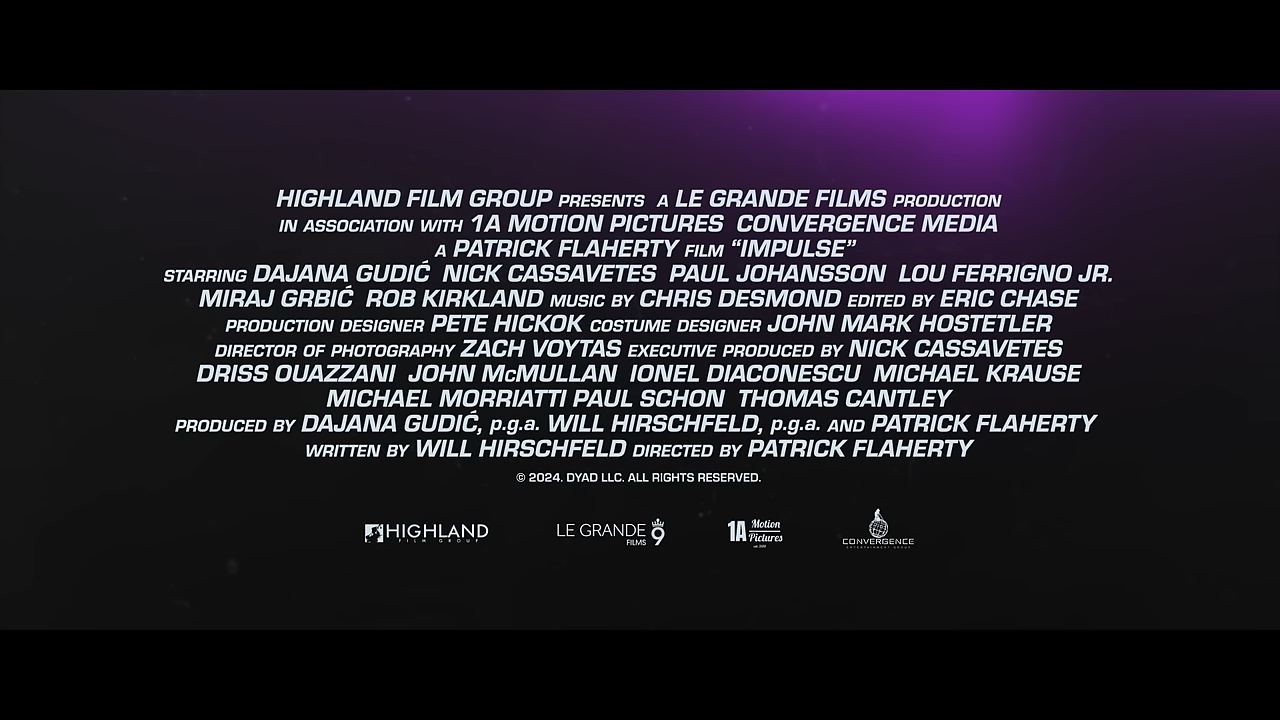 HIGHLAND FILM GROUP PRESENTS A LE GRANDE FILMS PRODUCTION
IN ASSOCIATION WITH 1A MOTION PICTURES CONVERGENCE MEDIA
A PATRICK FLAHERTY FILM “IMPULSE”
STARRING DAJANA GUDIĆ NICK CASSAVETES PAUL JOHANSSON LOU FERRIGNO JR.
MIRAJ GRBIĆ ROB KIRKLAND MUSIC BY CHRIS DESMOND EDITED BY ERIC CHASE
PRODUCTION DESIGNER PETE HICKOK COSTUME DESIGNER JOHN MARK HOSTETLER
DIRECTOR OF PHOTOGRAPHY ZACH VOYTAS EXECUTIVE PRODUCED BY NICK CASSAVETES
DRISS OUAZZANI JOHN McMULLAN IONEL DIACONESCU MICHAEL KRAUSE
MICHAEL MORRIATTI PAUL SCHON THOMAS CANTLEY
PRODUCED BY DAJANA GUDIĆ, p.g.a. WILL HIRSCHFELD, p.g.a. AND PATRICK FLAHERTY
WRITTEN BY WILL HIRSCHFELD DIRECTED BY PATRICK FLAHERTY
© 2024. DYAD LLC. ALL RIGHTS RESERVED.
HIGHLAND
FILM GROUP
LE GRANDE 9
FILMS
1A Motion
Pictures
CONVERGENCE
ENTERTAINMENT GROUP